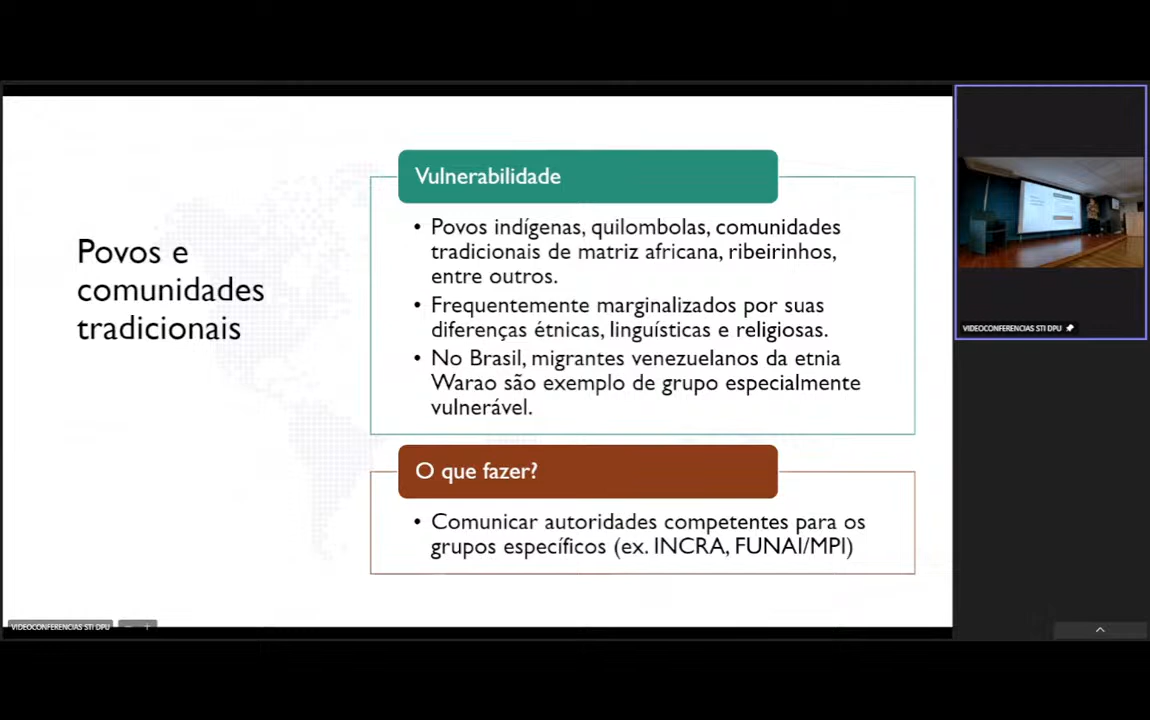 Povos e
comunidades
tradicionais
Vulnerabilidade
• Povos indígenas, quilombolas, comunidades
tradicionais de matriz africana, ribeirinhos,
entre outros.
• Frequentemente marginalizados por suas
diferenças étnicas, linguísticas e religiosas.
• No Brasil, migrantes venezuelanos da etnia
Warao são exemplo de grupo especialmente
vulnerável.
O que fazer?
• Comunicar autoridades competentes para os
grupos específicos (ex. INCRA, FUNAI/MPI)
VIDEOCONFERENCIAS STI DPU
VIDEOCONFERENCIAS STI DPU